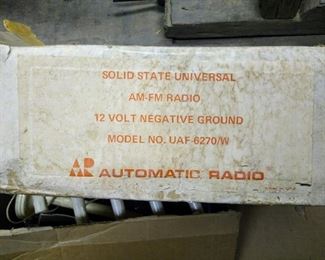 SOLID STATE UNIVERSAL
AM-FM RADIO
12 VOLT NEGATIVE GROUND
MODEL NO. UAF-6270/W
AR AUTOMATIC RADIO